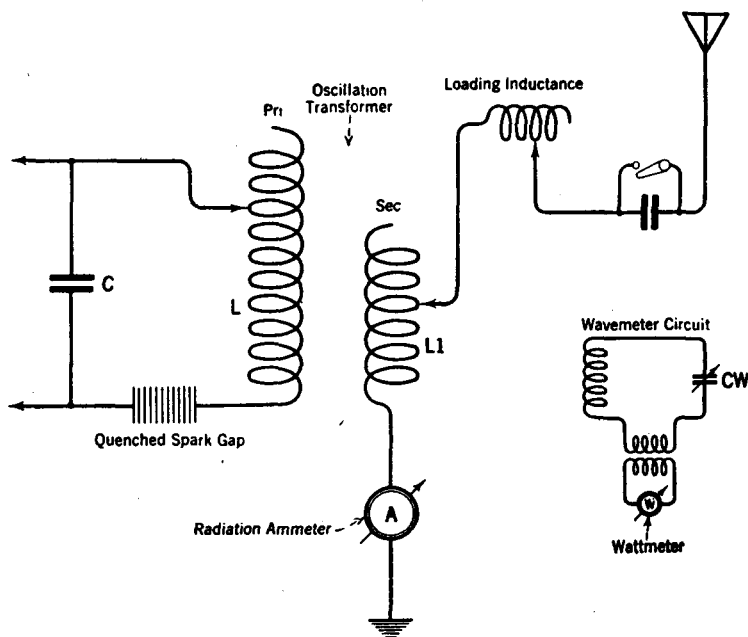 Oscillation
Transformer
Loading Inductance
Pri
Sec
C
L
L1
Wavemeter Circuit
CW
Quenched Spark Gap
A
Radiation Ammeter
W
Wattmeter